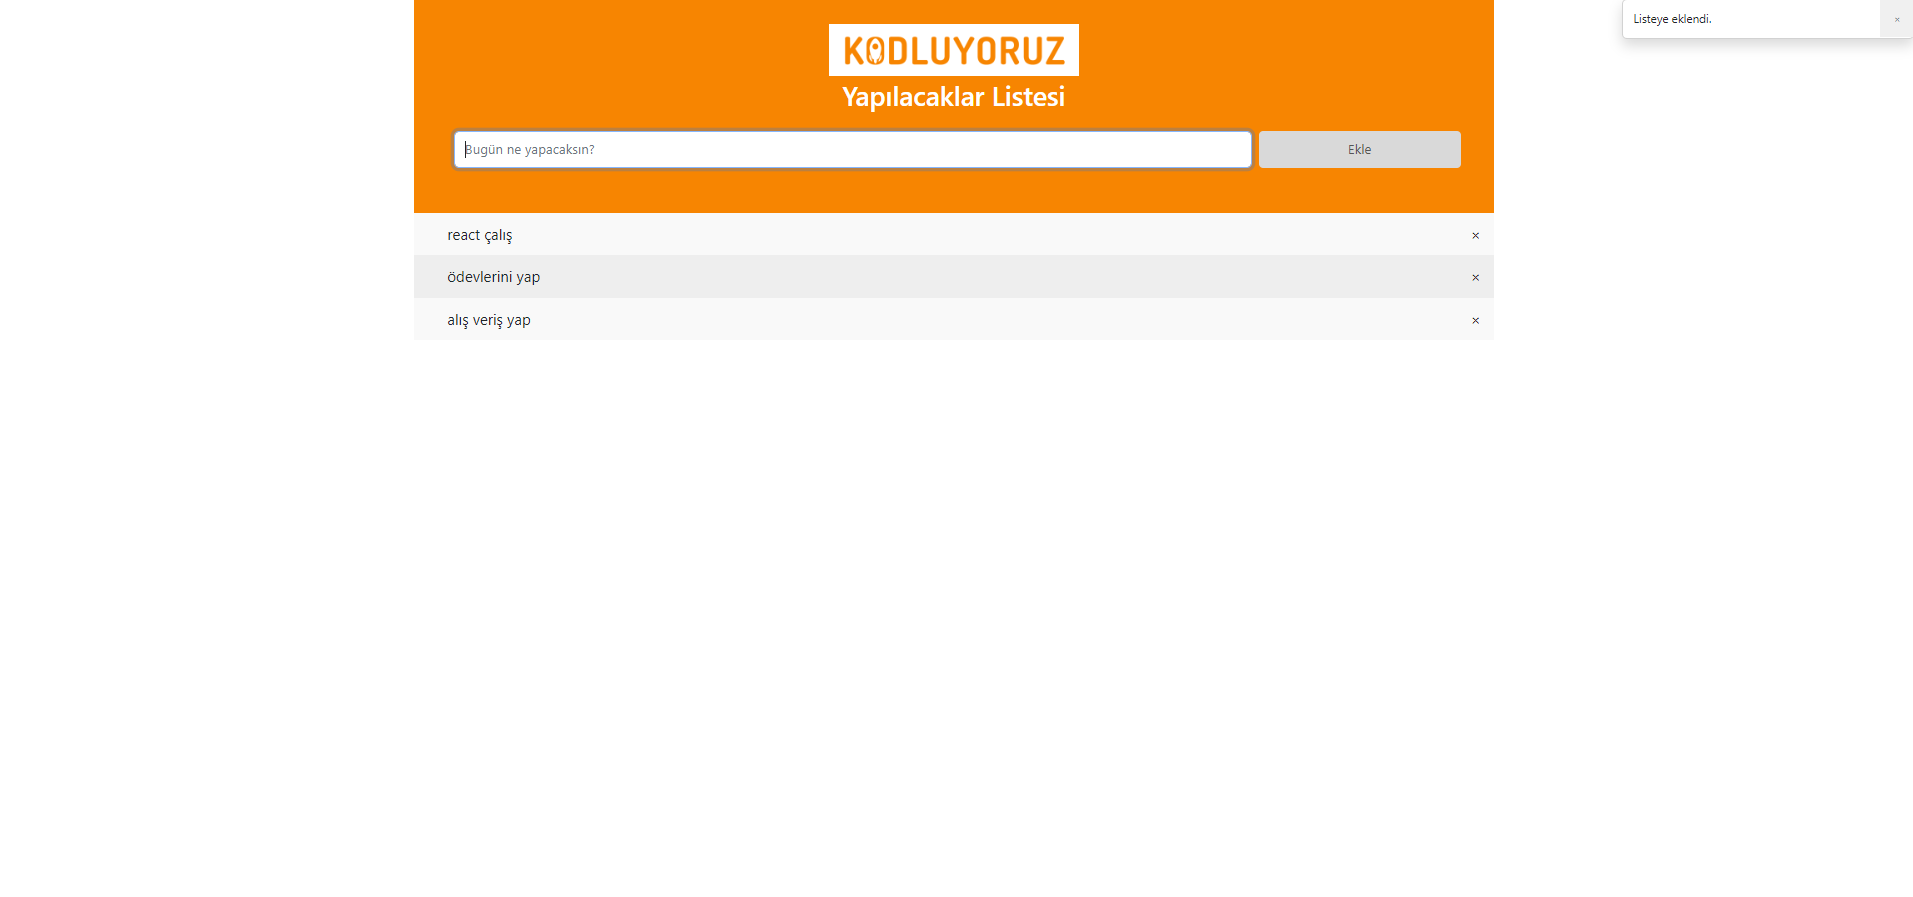 KODLUYORUZ
Yapılacaklar Listesi
Bugün ne yapacaksın?
Ekle
react çalış ×
ödevlerini yap ×
alış veriş yap ×
Listeye eklendi. ×